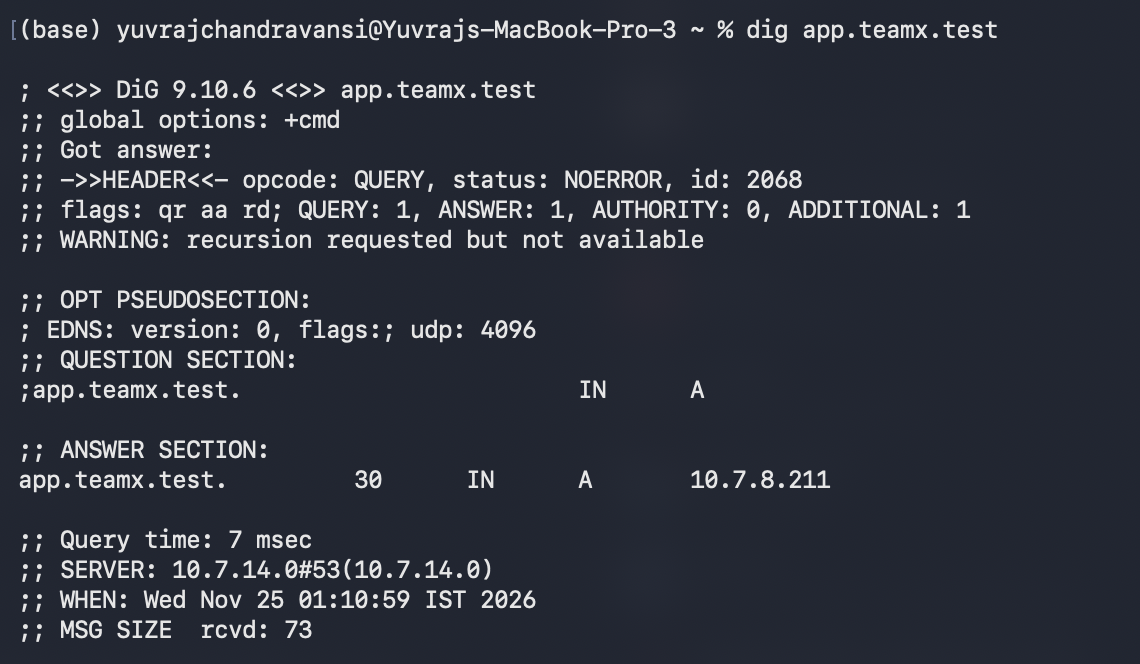 [(base) yuvrajchandravansi@Yuvrajs-MacBook-Pro-3 ~ % dig app.teamx.test

; <<>> DiG 9.10.6 <<>> app.teamx.test
;; global options: +cmd
;; Got answer:
;; ->>HEADER<<- opcode: QUERY, status: NOERROR, id: 2068
;; flags: qr aa rd; QUERY: 1, ANSWER: 1, AUTHORITY: 0, ADDITIONAL: 1
;; WARNING: recursion requested but not available

;; OPT PSEUDOSECTION:
; EDNS: version: 0, flags:; udp: 4096
;; QUESTION SECTION:
;app.teamx.test.			IN	A

;; ANSWER SECTION:
app.teamx.test.		30	IN	A	10.7.8.211

;; Query time: 7 msec
;; SERVER: 10.7.14.0#53(10.7.14.0)
;; WHEN: Wed Nov 25 01:10:59 IST 2026
;; MSG SIZE  rcvd: 73